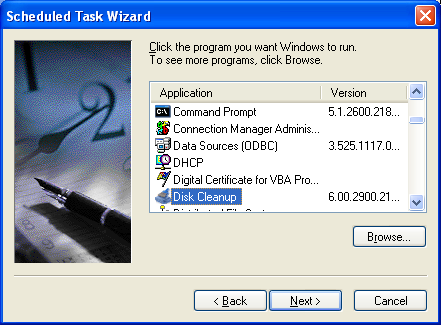 Scheduled Task Wizard
Click the program you want Windows to run.
To see more programs, click Browse.
Application Version
Command Prompt 5.1.2600.218...
Connection Manager Adminis...
Data Sources (ODBC) 3.525.1117.0...
DHCP
Digital Certificate for VBA Pro...
Disk Cleanup 6.00.2900.21...
Browse...
< Back
Next >
Cancel